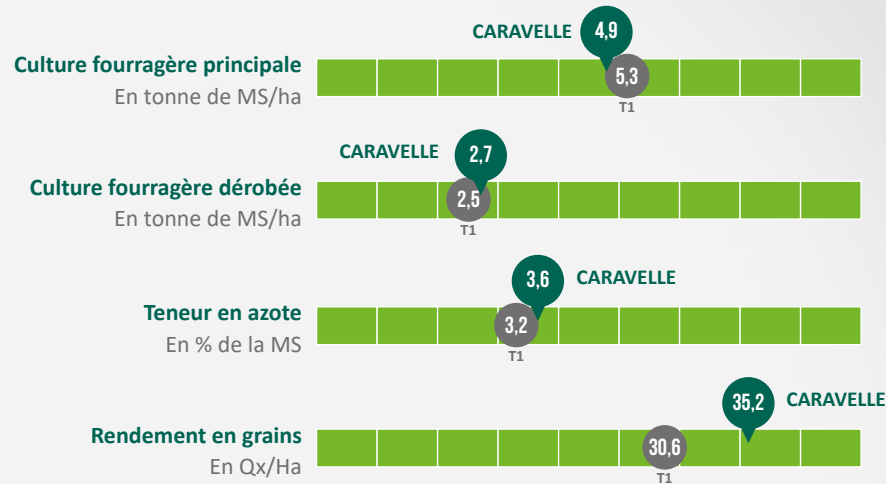 CARAVELLE 4,9
Culture fourragère principale
En tonne de MS/ha
5,3
T1
CARAVELLE 2,7
Culture fourragère dérobée
En tonne de MS/ha
2,5
T1
3,6 CARAVELLE
Teneur en azote
En % de la MS
3,2
T1
35,2 CARAVELLE
Rendement en grains
En Qx/Ha
30,6
T1